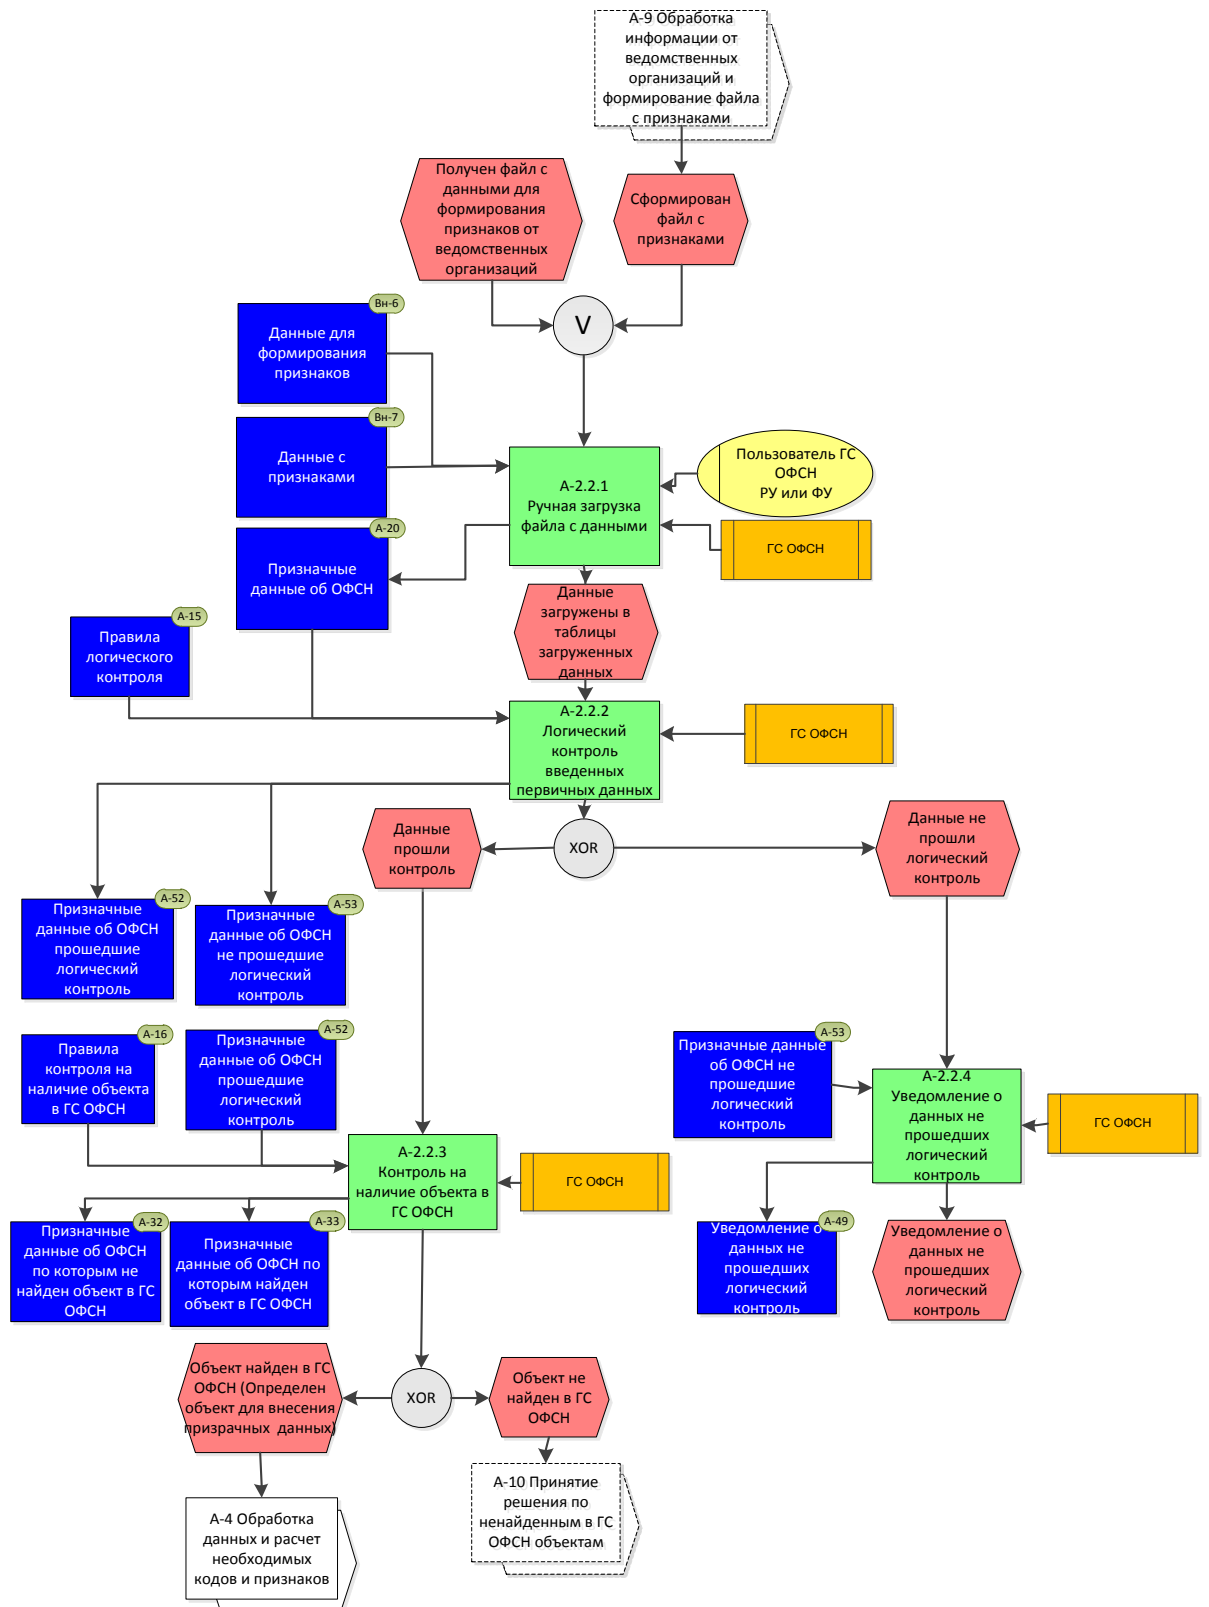 А-9 Обработка
информации от
ведомственных
организаций и
формирование файла
с признаками
Получен файл с
данными для
формирования
признаков от
ведомственных
организаций
Сформирован
файл с
признаками
V
Вн-6
Данные для
формирования
признаков
Вн-7
Данные с
признаками
А-2.2.1
Ручная загрузка
файла с данными
Пользователь ГС
ОФСН
РУ или ФУ
ГС ОФСН
А-20
Призначные
данные об ОФСН
Данные
загружены в
таблицы
загруженных
данных
А-15
Правила
логического
контроля
А-2.2.2
Логический
контроль
введенных
первичных данных
ГС ОФСН
Данные
прошли
контроль
XOR
Данные не
прошли
логический
контроль
А-52
Призначные
данные об ОФСН
прошедшие
логический
контроль
А-53
Призначные
данные об ОФСН
не прошедшие
логический
контроль
А-16
Правила
контроля на
наличие объекта
в ГС ОФСН
А-52
Призначные
данные об ОФСН
прошедшие
логический
контроль
А-53
Призначные данные
об ОФСН не
прошедшие
логический
контроль
А-2.2.4
Уведомление о
данных не
прошедших
логический
контроль
ГС ОФСН
А-2.2.3
Контроль на
наличие объекта в
ГС ОФСН
ГС ОФСН
А-32
Призначные
данные об ОФСН
по которым не
найден объект в ГС
ОФСН
А-33
Призначные
данные об ОФСН по
которым найден
объект в ГС ОФСН
А-49
Уведомление о
данных не
прошедших
логический
контроль
Уведомление о
данных не
прошедших
логический
контроль
Объект найден в ГС
ОФСН (Определен
объект для внесения
призрачных  данных)
XOR
Объект не
найден в ГС
ОФСН
А-10 Принятие
решения по
ненайденным в ГС
ОФСН объектам
А-4 Обработка
данных и расчет
необходимых
кодов и признаков